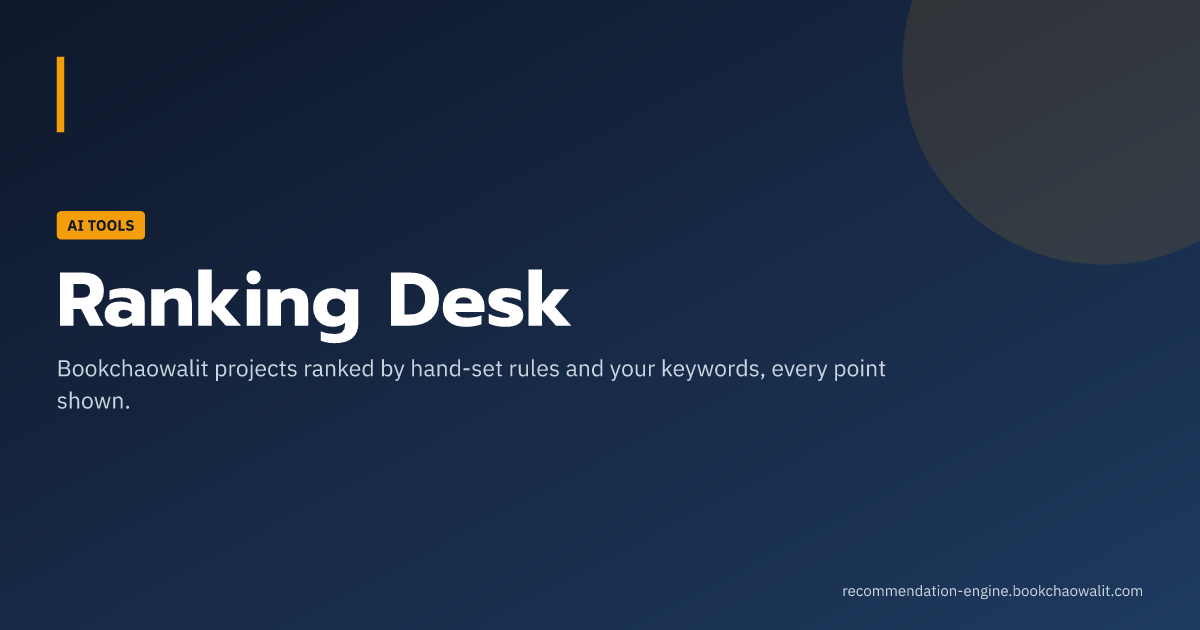 AI TOOLS
Ranking Desk
Bookchaowalit projects ranked by hand-set rules and your keywords, every point
shown.
recommendation-engine.bookchaowalit.com